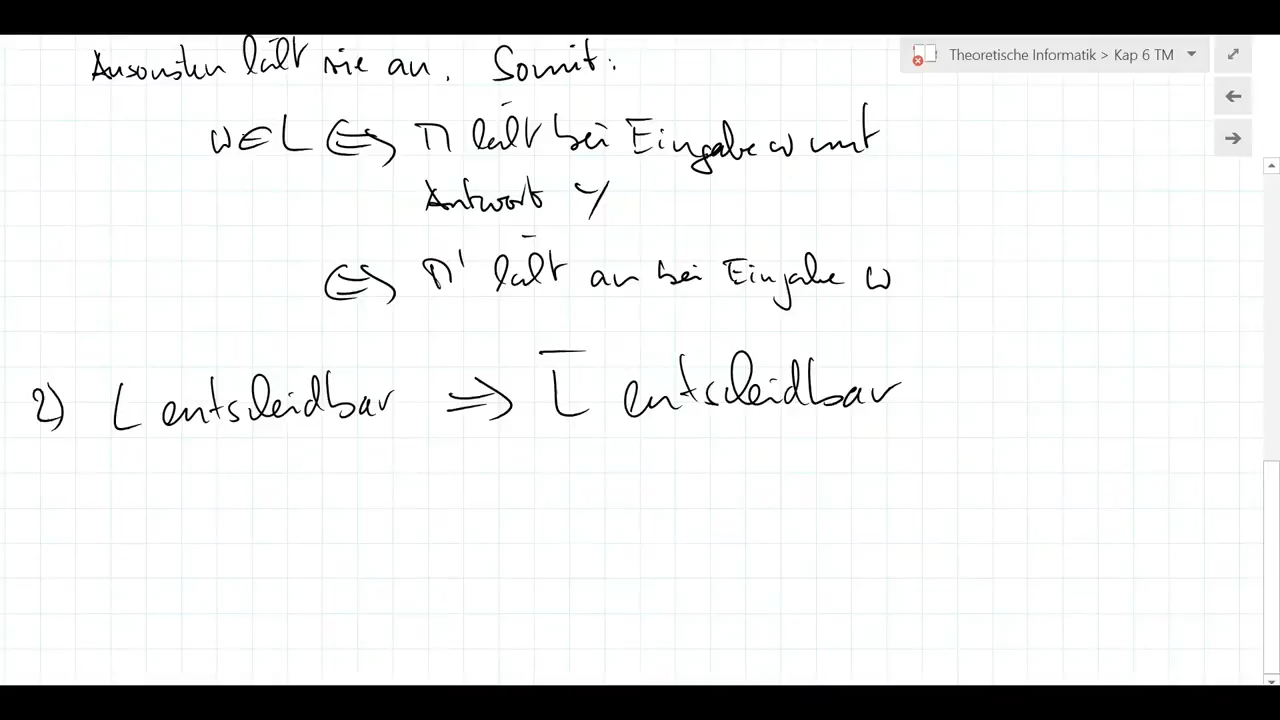 Ansonsten hält nie an. Somit:
Theoretische Informatik > Kap 6 TM
w ∈ L ⇔ M hält bei Eingabe w mit
Antwort Y
⇔ M' hält an bei Eingabe w
2) L entscheidbar ⇒ L̅ entscheidbar